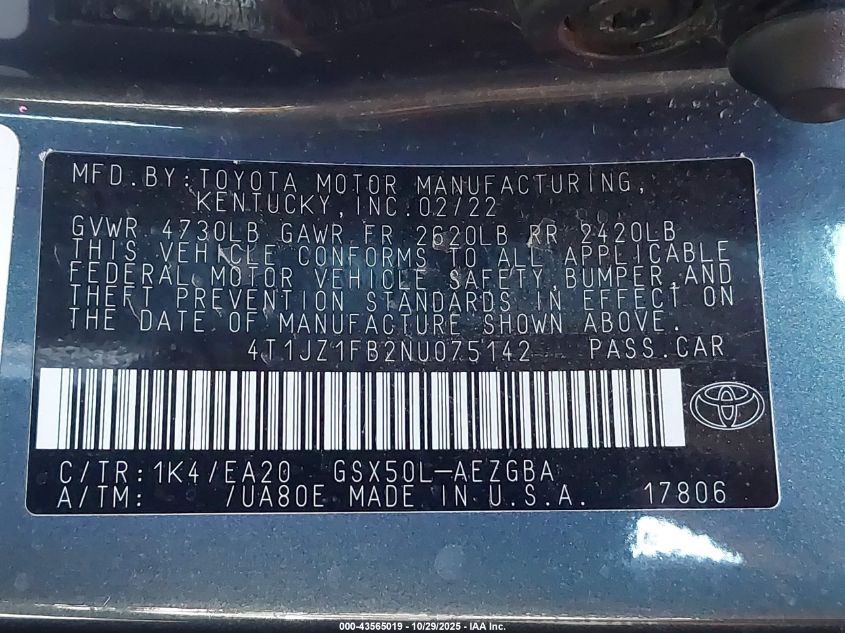 MFD.BY:TOYOTA MOTOR MANUFACTURING,
KENTUCKY,INC.02/22
GVWR 4730LB GAWR FR 2620LB RR 2420LB
THIS VEHICLE CONFORMS TO ALL APPLICABLE
FEDERAL MOTOR VEHICLE SAFETY,BUMPER,AND
THEFT PREVENTION STANDARDS IN EFFECT ON
THE DATE OF MANUFACTURE SHOWN ABOVE.
4T1JZ1FB2NU075142 PASS.CAR
C/TR:1K4/EA20 GSX50L-AEZGBA
A/TM: /UA80E MADE IN U.S.A. 17806
000-43565019 - 10/29/2025 - IAA Inc.